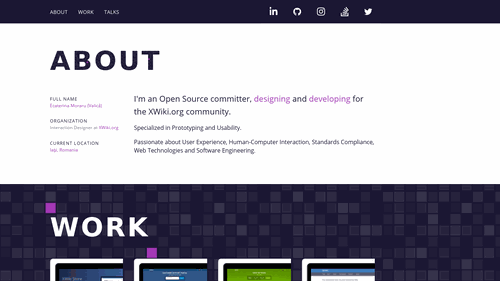 ABOUT WORK TALKS
ABOUT
FULL NAME
Ecaterina Moraru (Valică)
ORGANIZATION
Interaction Designer at XWiki.org
CURRENT LOCATION
Iași, Romania
I'm an Open Source committer, designing and developing for
the XWiki.org community.
Specialized in Prototyping and Usability.
Passionate about User Experience, Human-Computer Interaction, Standards Compliance,
Web Technologies and Software Engineering.
WORK